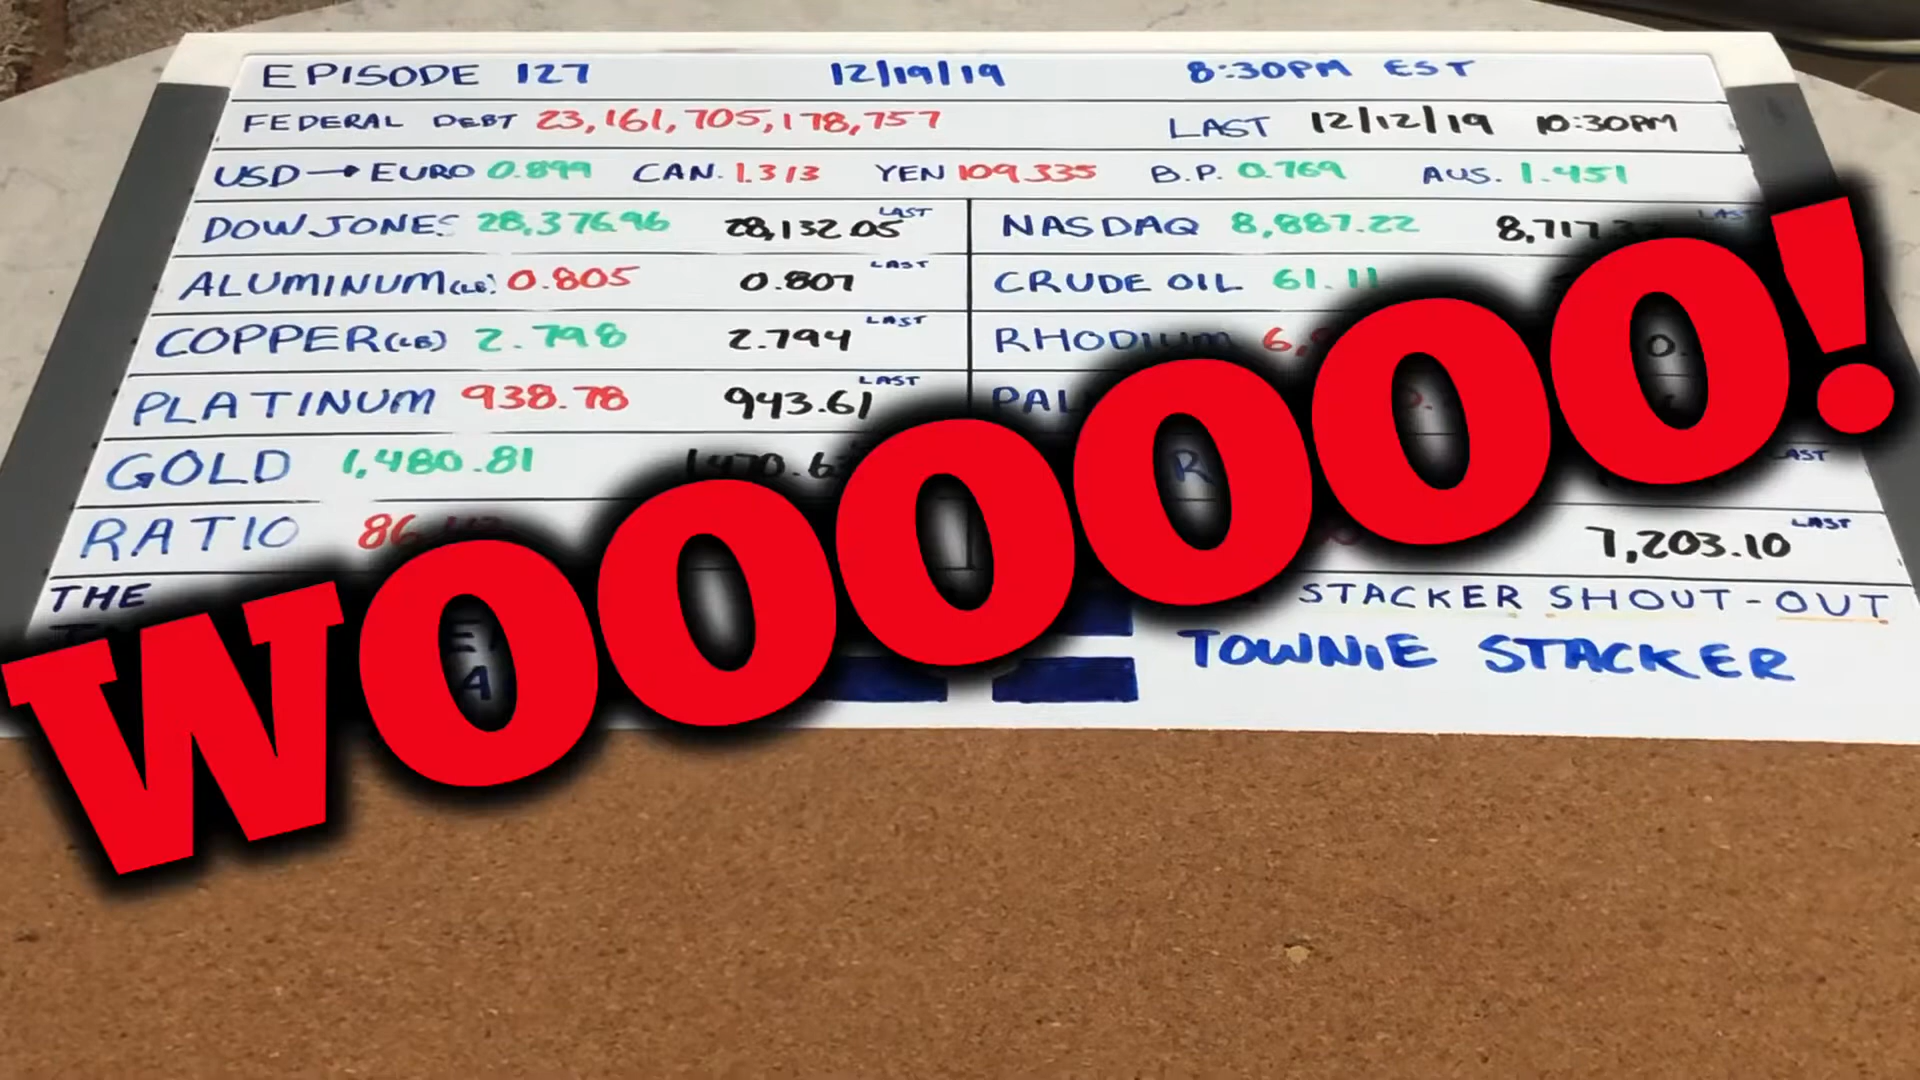 EPISODE 127 12/19/19 8:30PM EST
FEDERAL DEBT 23,161,705,178,757 LAST 12/12/19 10:30PM
USD → EURO 0.899 CAN. 1.313 YEN 109.335 B.P. 0.769 AUS. 1.451
DOW JONES 28,376.96 28,132.05 LAST NASDAQ 8,887.22 LAST
ALUMINUM (LB) 0.805 0.807 LAST CRUDE OIL 61.11
COPPER (LB) 2.798 2.794 LAST RHODIUM
PLATINUM 938.78 943.61 LAST
GOLD 1,480.81 LAST
RATIO 7,203.10 LAST
THE STACKER SHOUT-OUT
TOWNIE STACKER
WOOOOOO!